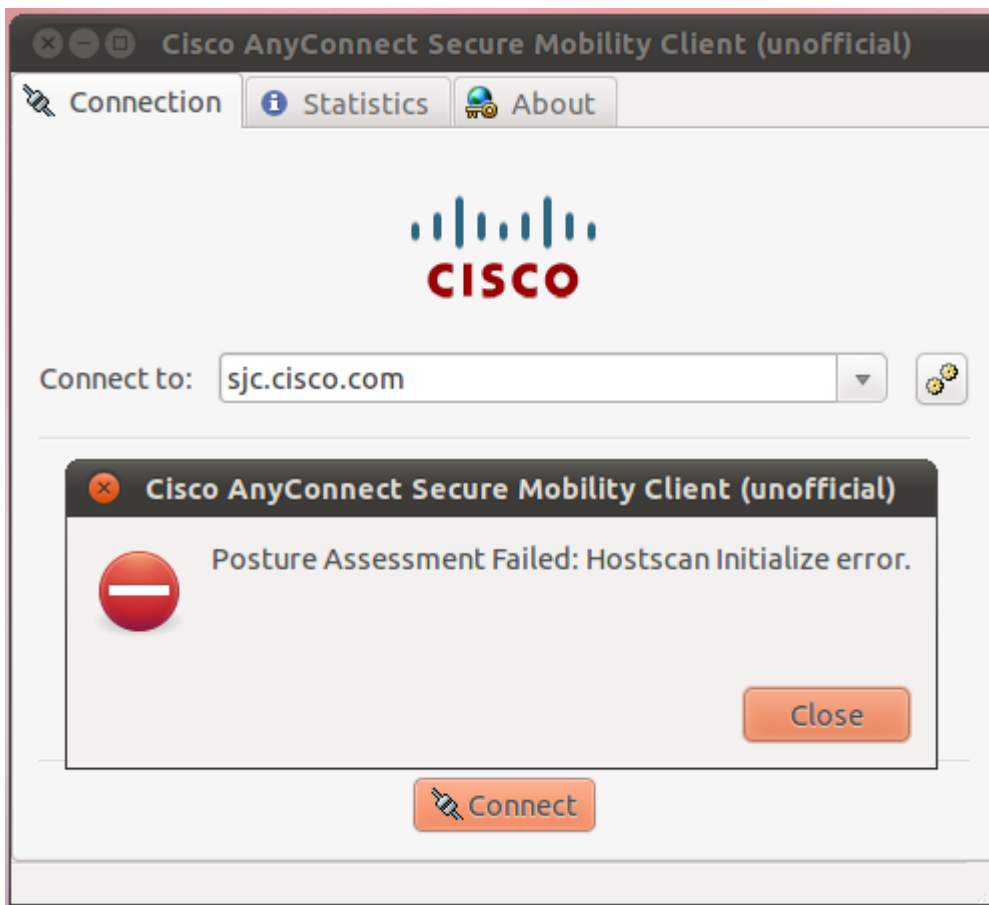 Cisco AnyConnect Secure Mobility Client (unofficial)
Connection Statistics About
CISCO
Connect to: sjc.cisco.com
Cisco AnyConnect Secure Mobility Client (unofficial)
Posture Assessment Failed: Hostscan Initialize error.
Close
Connect